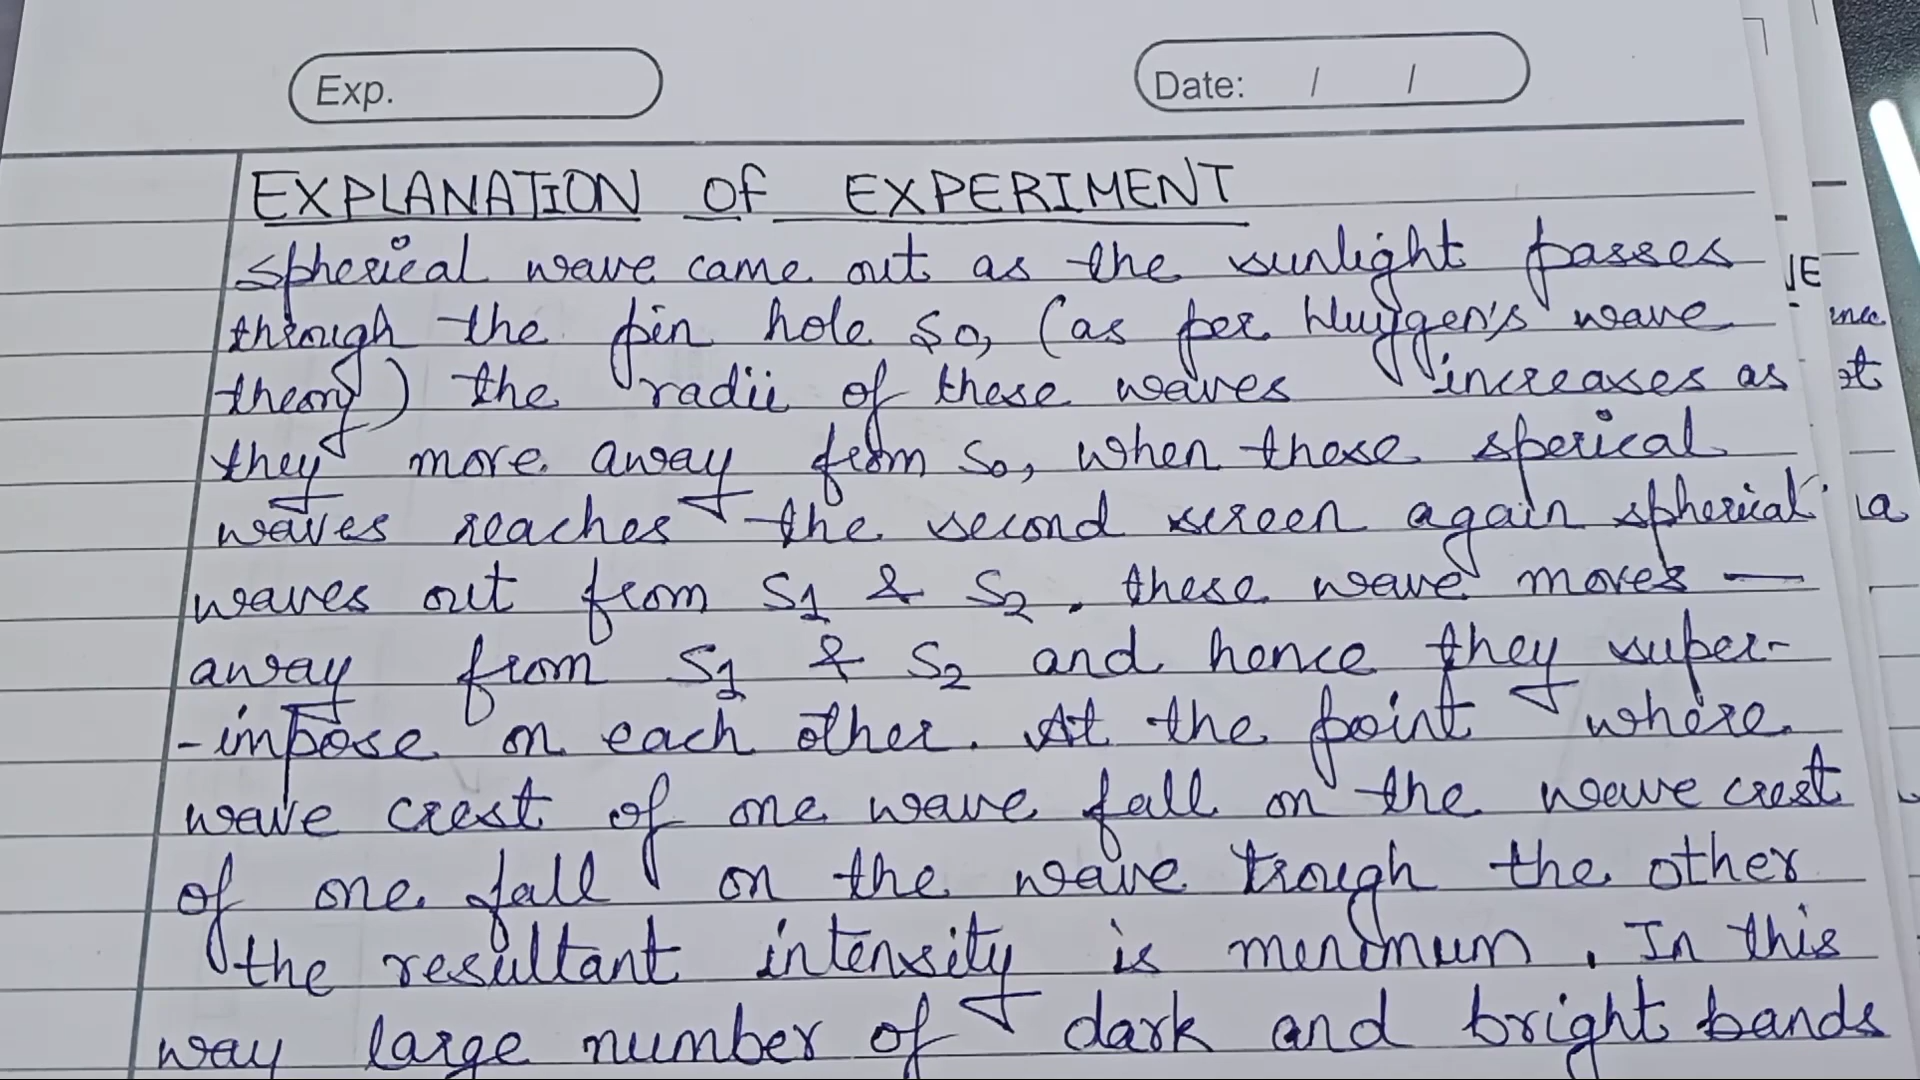 Exp.
Date: / /
EXPLANATION OF EXPERIMENT
Spherical wave came out as the sunlight passes
through the pin hole So, (as per Huygen's wave
theory) the radii of these waves increases as
they more away from So, when these sperical
waves reaches the second screen again spherical
waves out from S1 & S2. these wave moves —
away from S1 & S2 and hence they super-
-impose on each other. At the point where
wave crest of one wave fall on the wave crest
of one fall on the wave trough the other
the resultant intensity is menimum. In this
way large number of dark and bright bands